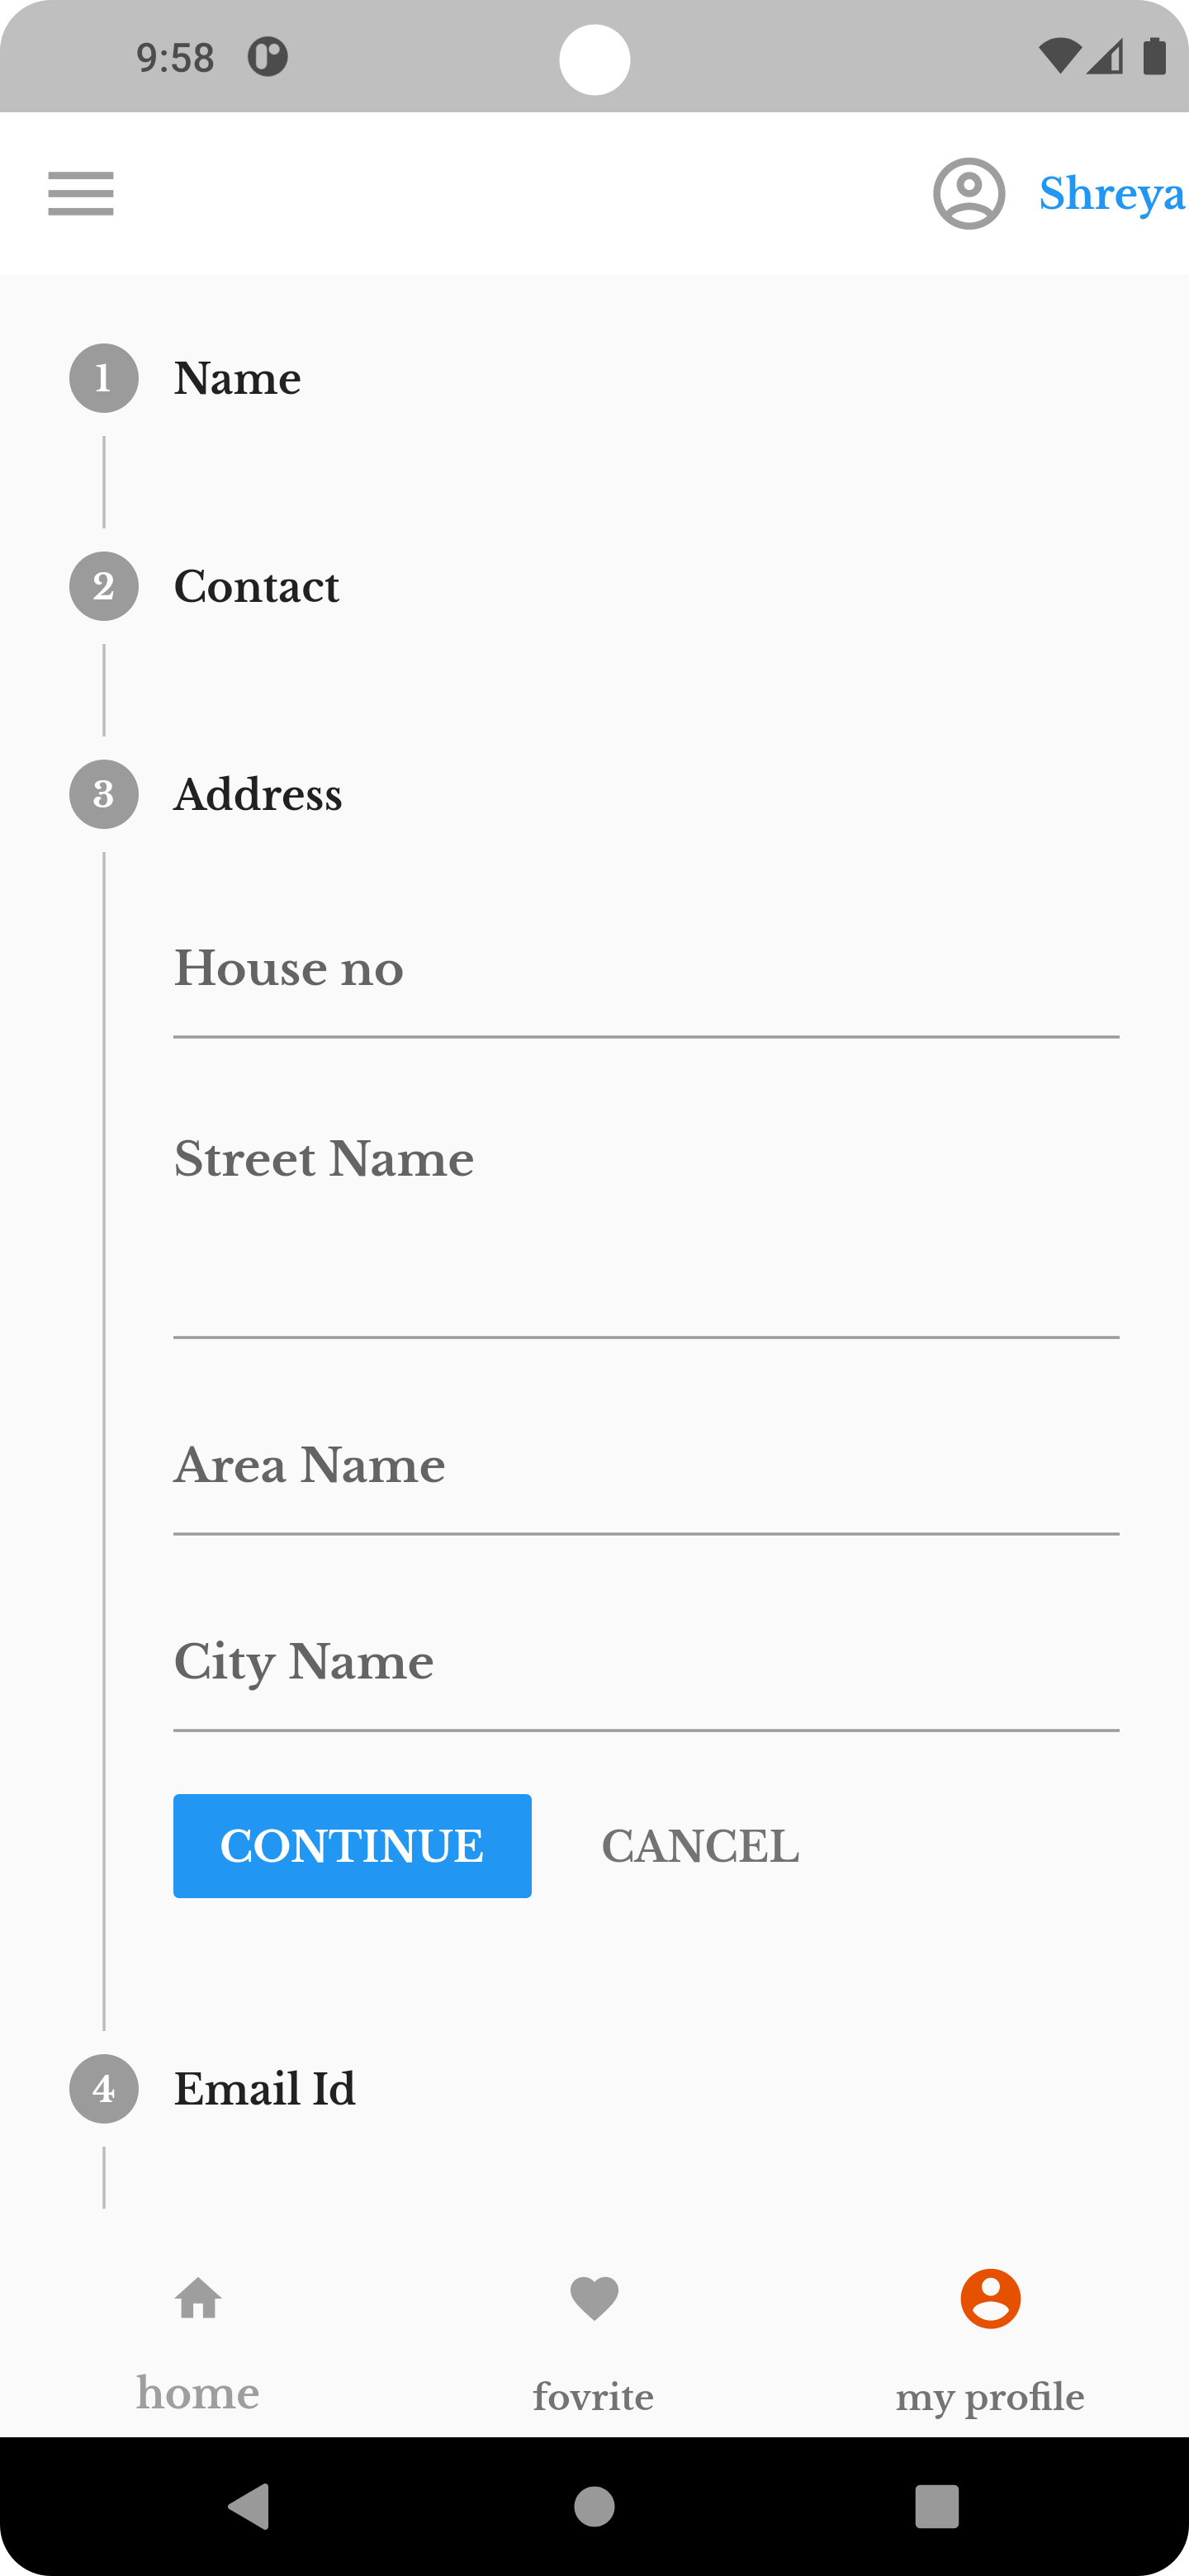 9:58
Shreya
1 Name
2 Contact
3 Address
House no
Street Name
Area Name
City Name
CONTINUE CANCEL
4 Email Id
home fovrite my profile